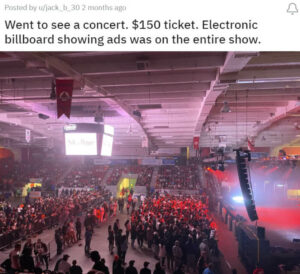 Posted by u/jack_b_30 2 months ago
Went to see a concert. $150 ticket. Electronic
billboard showing ads was on the entire show.